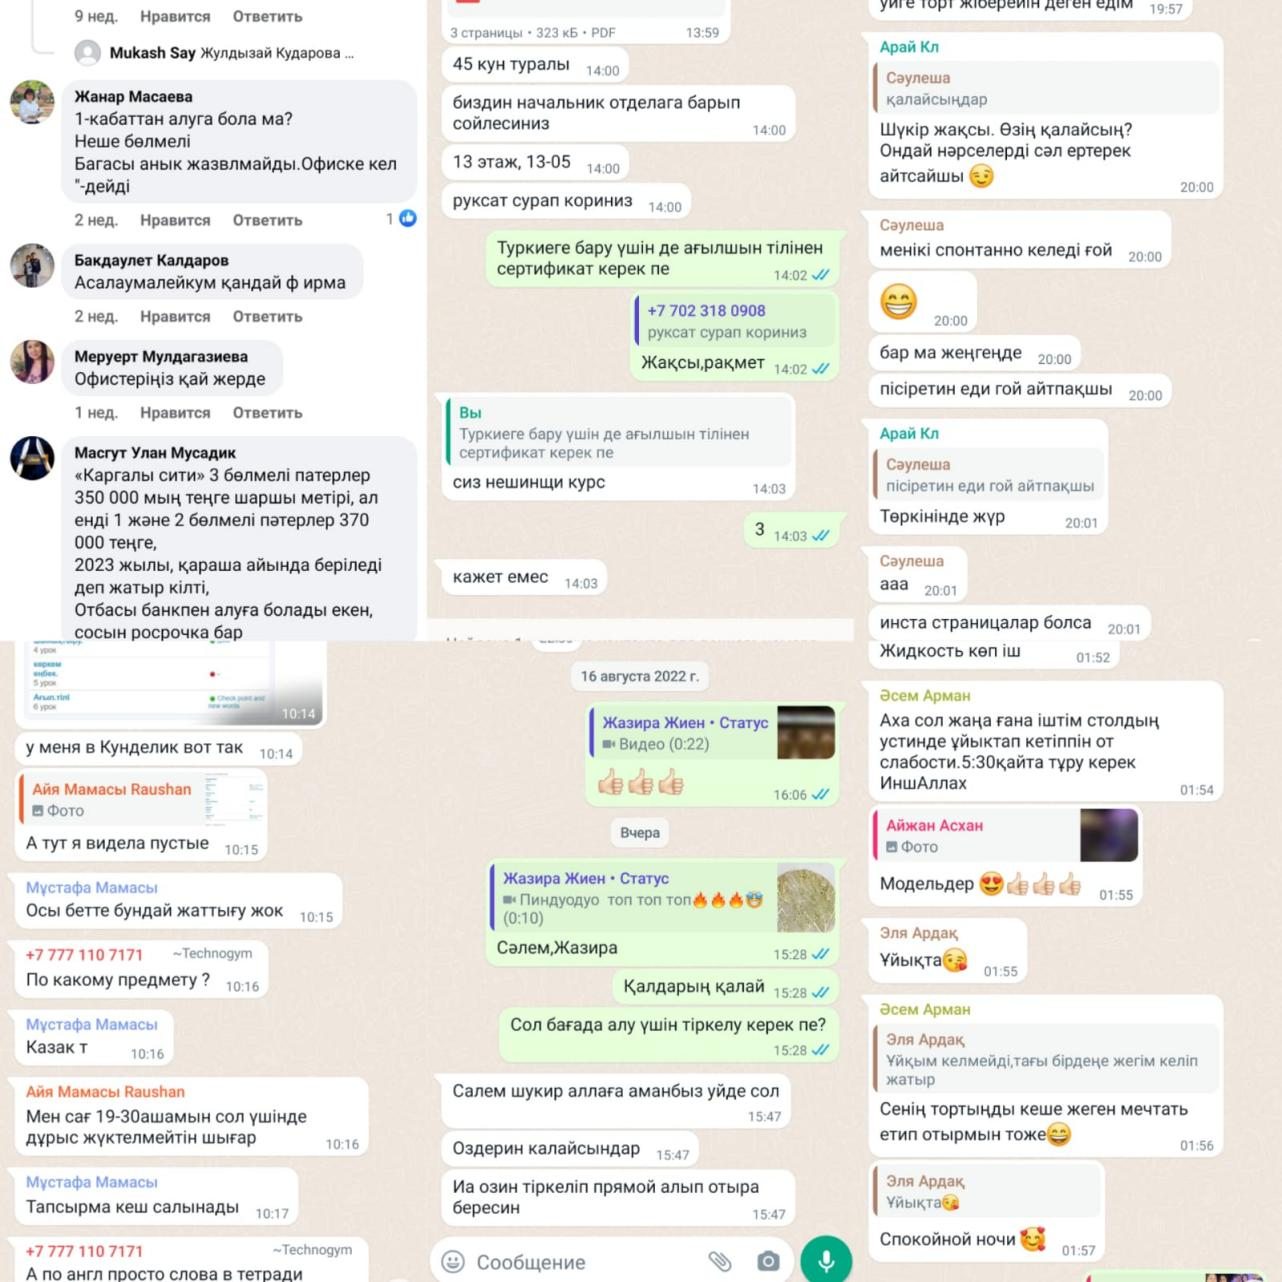 9 нед. Нравится Ответить
Mukash Say Жулдызай Кударова ...
Жанар Масаева
1-кабаттан алуга бола ма?
Неше бөлмелі
Багасы анык жазвлмайды.Офиске кел
"-дейді
2 нед. Нравится Ответить 1
Бакдаулет Калдаров
Асалаумалейкум қандай ф ирма
2 нед. Нравится Ответить
Меруерт Мулдагазиева
Офистеріңіз қай жерде
1 нед. Нравится Ответить
Масгут Улан Мусадик
«Каргалы сити» 3 бөлмелі патерлер
350 000 мың теңге шаршы метірі, ал
енді 1 және 2 бөлмелі пәтерлер 370
000 теңге,
2023 жылы, қараша айында беріледі
деп жатыр кілті,
Отбасы банкпен алуға болады екен,
сосын росрочка бар
3 страницы • 323 кБ • PDF 13:59
45 кун туралы 14:00
биздин начальник отделага барып
сойлесиниз 14:00
13 этаж, 13-05 14:00
руксат сурап кориниз 14:00
Туркиеге бару үшін де ағылшын тілінен
сертификат керек пе 14:02
+7 702 318 0908
руксат сурап кориниз
Жақсы,рақмет 14:02
Вы
Туркиеге бару үшін де ағылшын тілінен
сертификат керек пе
сиз нешинщи курс 14:03
3 14:03
кажет емес 14:03
уйге торт жіберейін деген едім 19:57
Арай Кл
Сәулеша
қалайсыңдар
Шүкір жақсы. Өзің қалайсың?
Ондай нәрселерді сәл ертерек
айтсайшы 😉 20:00
Сәулеша
менікі спонтанно келеді ғой 20:00
😁 20:00
бар ма жеңгенде 20:00
пісіретин еди гой айтпақшы 20:00
Арай Кл
Сәулеша
пісіретин еди гой айтпақшы
Төркінінде жүр 20:01
Сәулеша
ааа 20:01
инста страницалар болса 20:01
4 урок
көркем
еңбек.
5 урок
Ағыл.тілі
6 урок
Check point and
new words
10:14
у меня в Кунделик вот так 10:14
Айя Мамасы Raushan
Фото
А тут я видела пустые 10:15
Мұстафа Мамасы
Осы бетте бундай жаттығу жок 10:15
+7 777 110 7171 ~Technogym
По какому предмету ? 10:16
Мұстафа Мамасы
Казак т 10:16
Айя Мамасы Raushan
Мен сағ 19-30ашамын сол үшінде
дұрыс жүктелмейтін шығар 10:16
Мұстафа Мамасы
Тапсырма кеш салынады 10:17
+7 777 110 7171 ~Technogym
А по англ просто слова в тетради
16 августа 2022 г.
Жазира Жиен • Статус
Видео (0:22)
👍🏻👍🏻👍🏻
16:06
Вчера
Жазира Жиен • Статус
Пиндуодуо топ топ топ🔥🔥🔥🥸
(0:10)
Сәлем,Жазира 15:28
Қалдарың қалай 15:28
Сол бағада алу үшін тіркелу керек пе?
15:28
Салем шукир аллаға аманбыз уйде сол
15:47
Оздерин калайсындар 15:47
Иа озин тіркеліп прямой алып отыра
бересин 15:47
Сообщение
Жидкость көп іш 01:52
Әсем Арман
Аха сол жаңа ғана іштім столдың
устинде ұйыктап кетіппін от
слабости.5:30қайта тұру керек
ИншАллах 01:54
Айжан Асхан
Фото
Модельдер 😍👍🏻👍🏻👍🏻 01:55
Эля Ардақ
Ұйықта😘 01:55
Әсем Арман
Эля Ардақ
Ұйқым келмейді,тағы бірдеңе жегім келіп
жатыр
Сенің тортыңды кеше жеген мечтать
етип отырмын тоже😄 01:56
Эля Ардақ
Ұйықта😘
Спокойной ночи 🥰 01:57